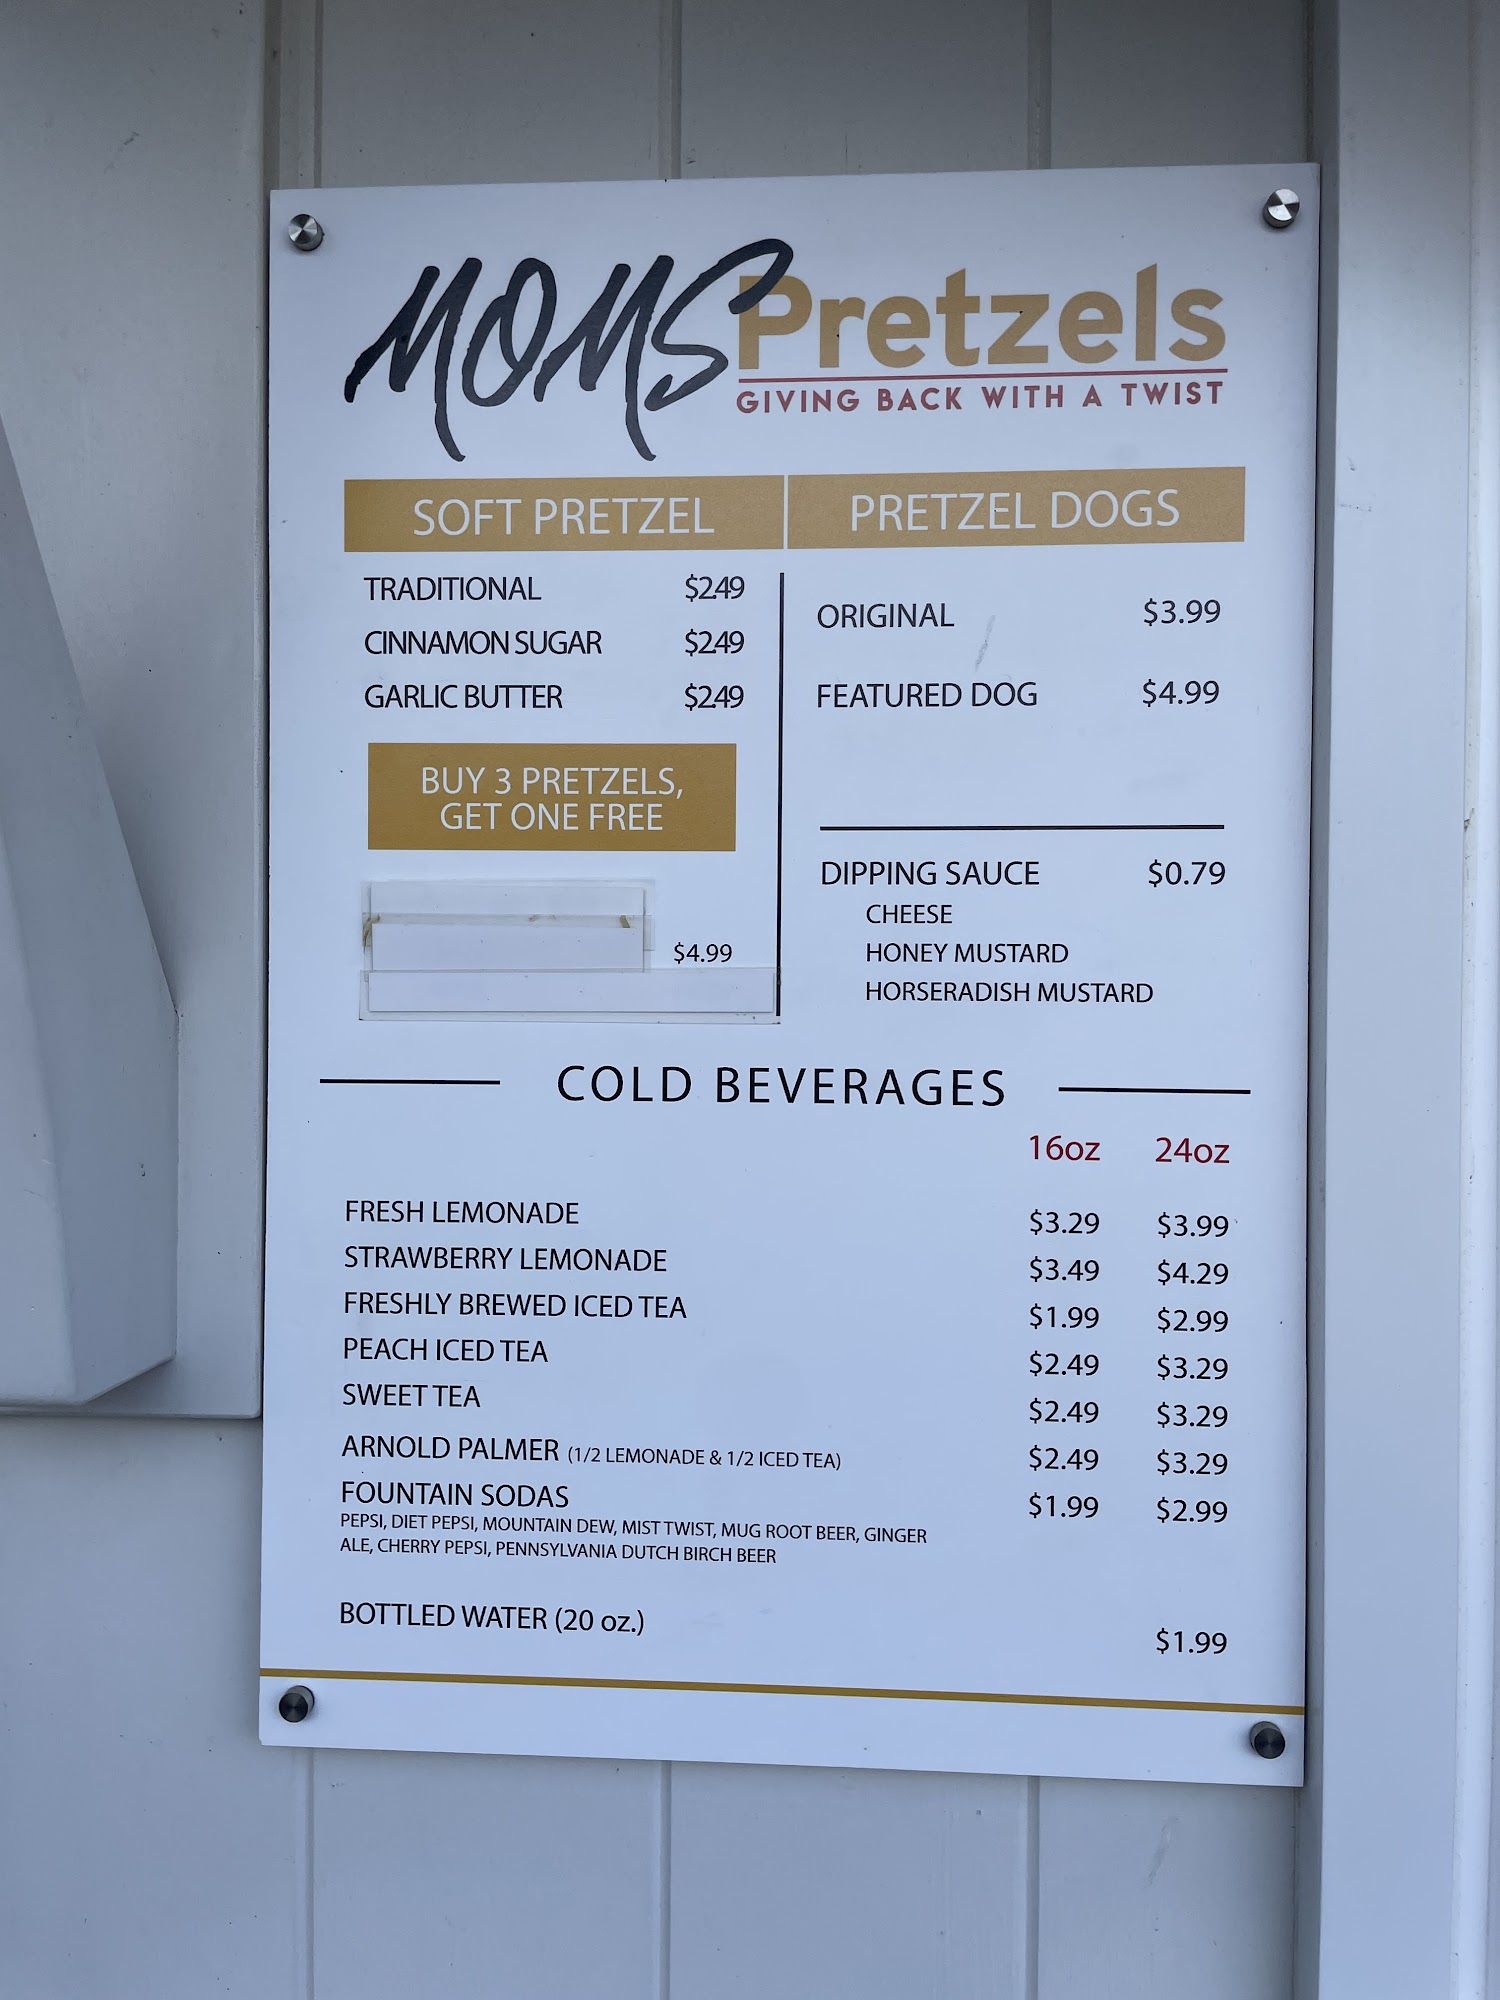 MOMS Pretzels
GIVING BACK WITH A TWIST
SOFT PRETZEL
TRADITIONAL $2.49
CINNAMON SUGAR $2.49
GARLIC BUTTER $2.49
BUY 3 PRETZELS,
GET ONE FREE
$4.99
PRETZEL DOGS
ORIGINAL $3.99
FEATURED DOG $4.99
DIPPING SAUCE $0.79
CHEESE
HONEY MUSTARD
HORSERADISH MUSTARD
COLD BEVERAGES
16oz 24oz
FRESH LEMONADE $3.29 $3.99
STRAWBERRY LEMONADE $3.49 $4.29
FRESHLY BREWED ICED TEA $1.99 $2.99
PEACH ICED TEA $2.49 $3.29
SWEET TEA $2.49 $3.29
ARNOLD PALMER (1/2 LEMONADE & 1/2 ICED TEA) $2.49 $3.29
FOUNTAIN SODAS $1.99 $2.99
PEPSI, DIET PEPSI, MOUNTAIN DEW, MIST TWIST, MUG ROOT BEER, GINGER
ALE, CHERRY PEPSI, PENNSYLVANIA DUTCH BIRCH BEER
BOTTLED WATER (20 oz.) $1.99